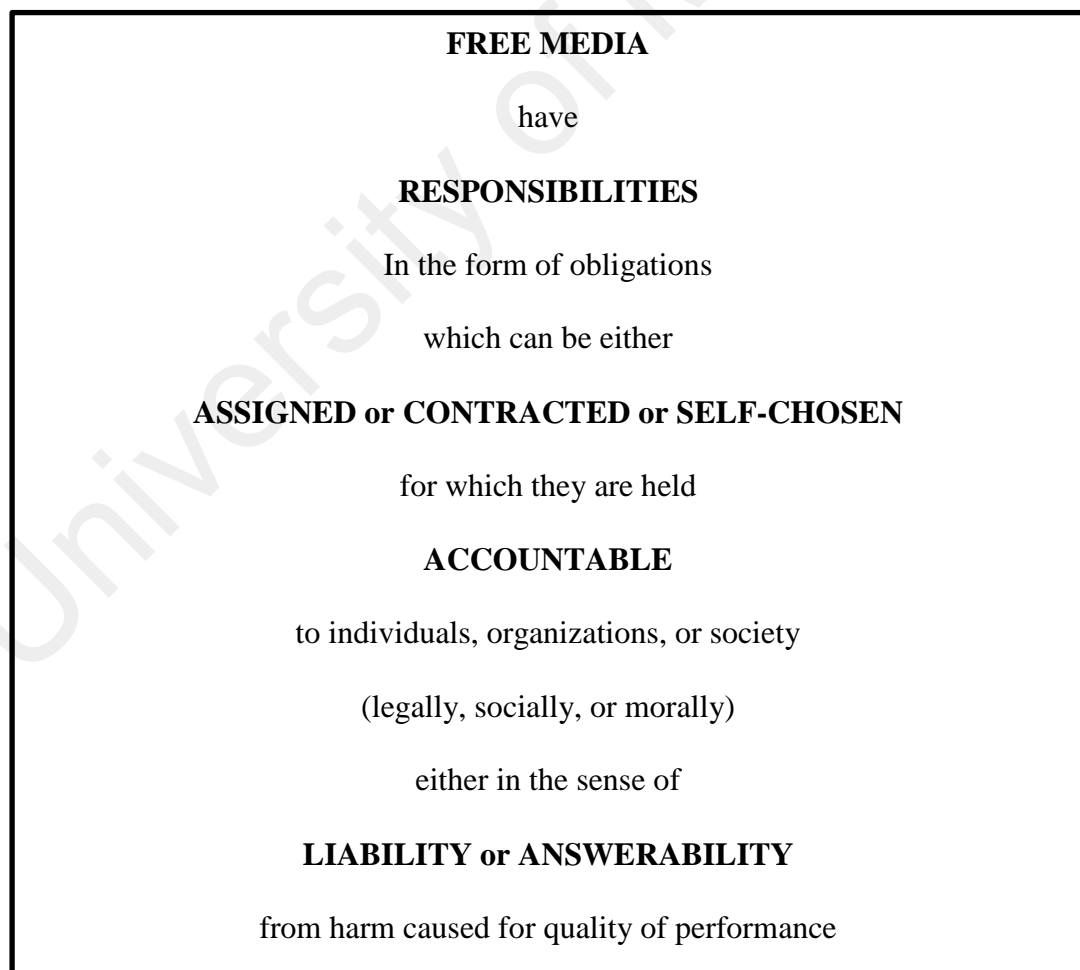 FREE MEDIA
have
RESPONSIBILITIES
In the form of obligations
which can be either
ASSIGNED or CONTRACTED or SELF-CHOSEN
for which they are held
ACCOUNTABLE
to individuals, organizations, or society
(legally, socially, or morally)
either in the sense of
LIABILITY or ANSWERABILITY
from harm caused for quality of performance
University of